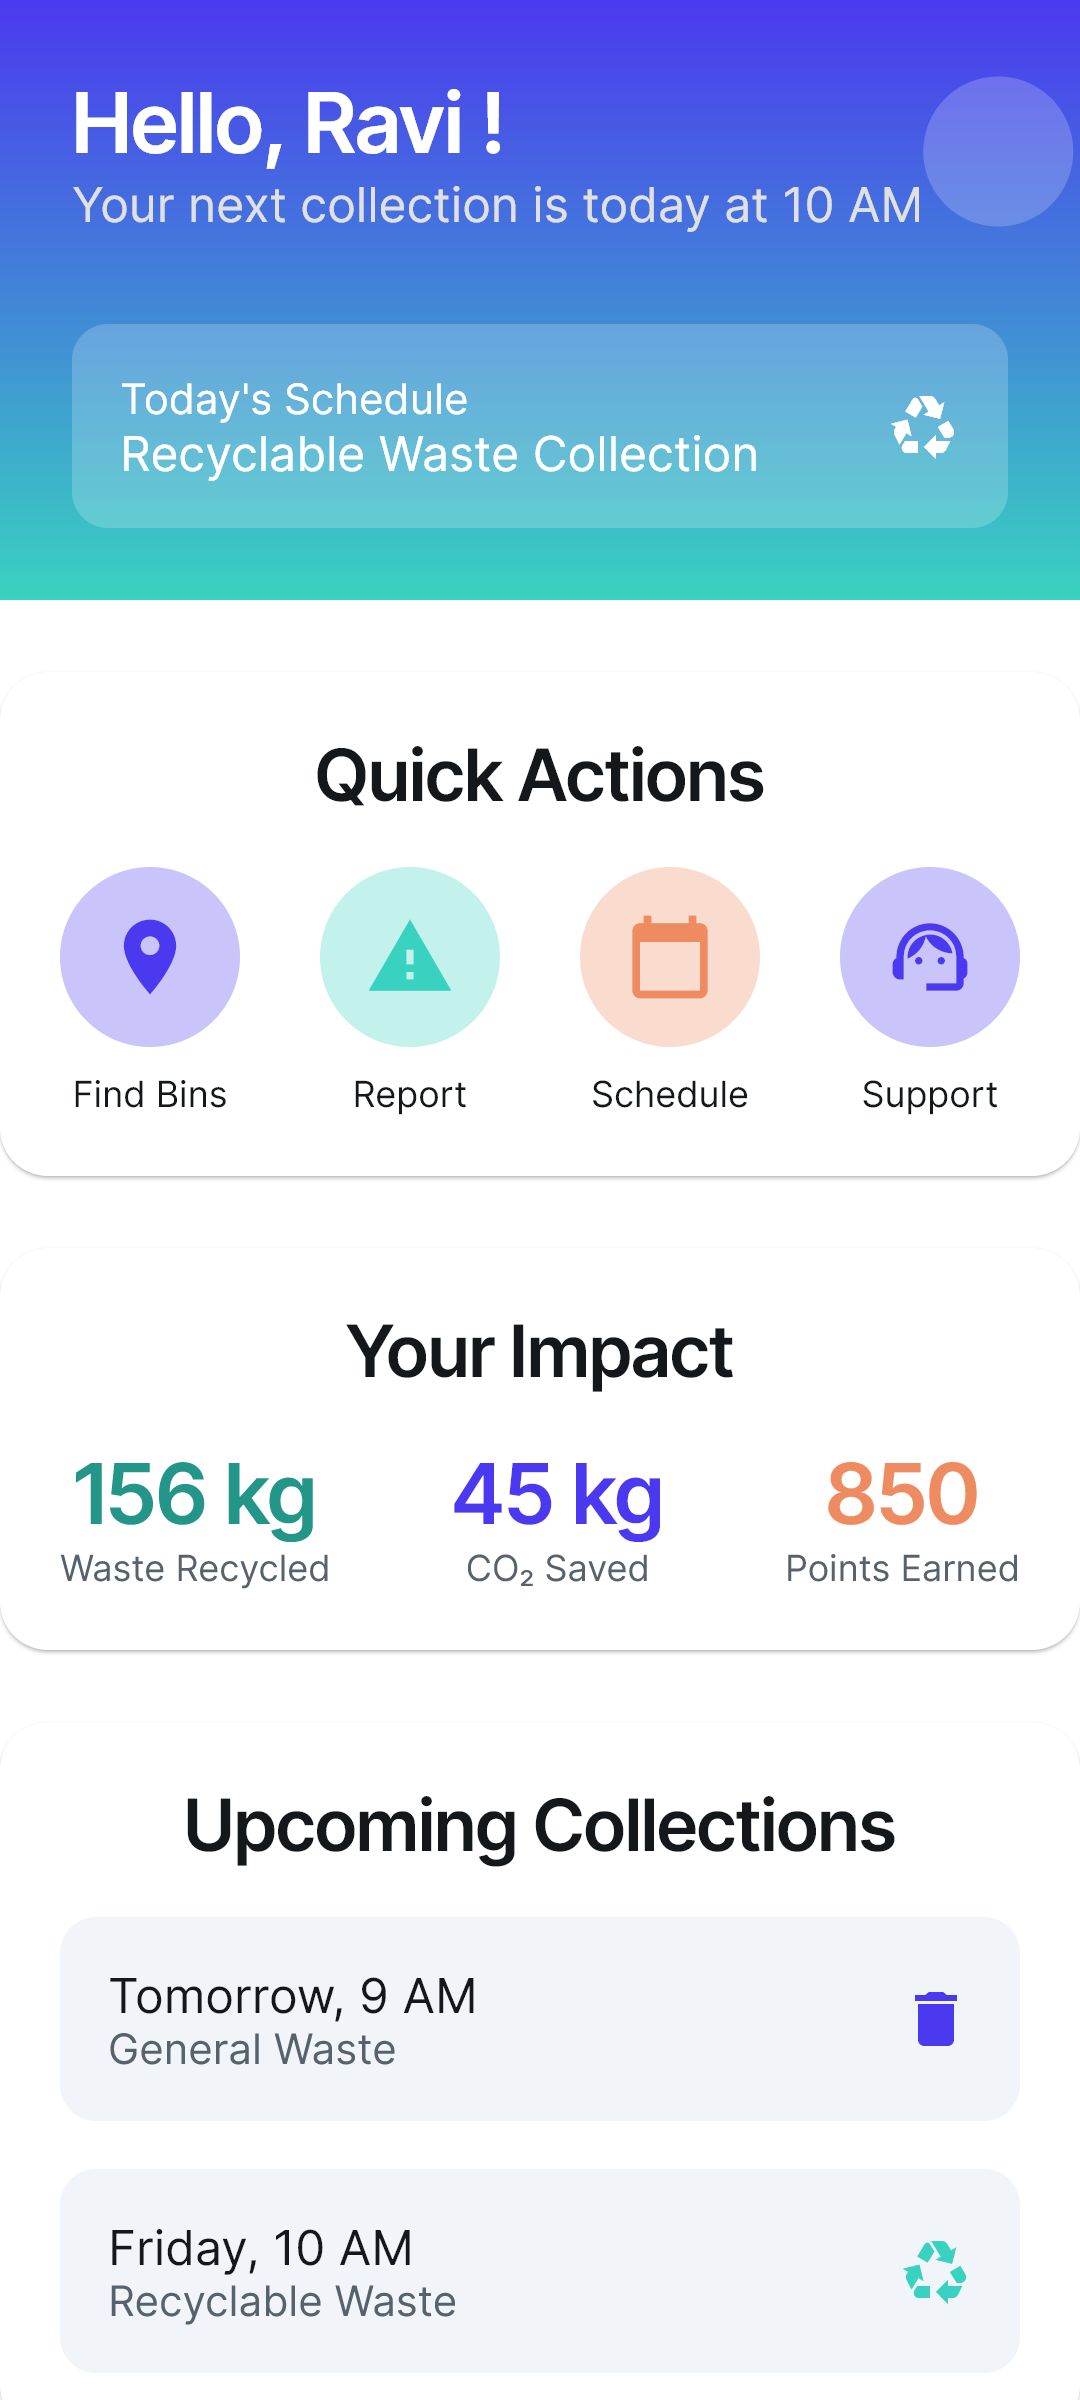 Hello, Ravi !
Your next collection is today at 10 AM
Today's Schedule
Recyclable Waste Collection
Quick Actions
Find Bins
Report
Schedule
Support
Your Impact
156 kg
45 kg
850
Waste Recycled
CO₂ Saved
Points Earned
Upcoming Collections
Tomorrow, 9 AM
General Waste
Friday, 10 AM
Recyclable Waste